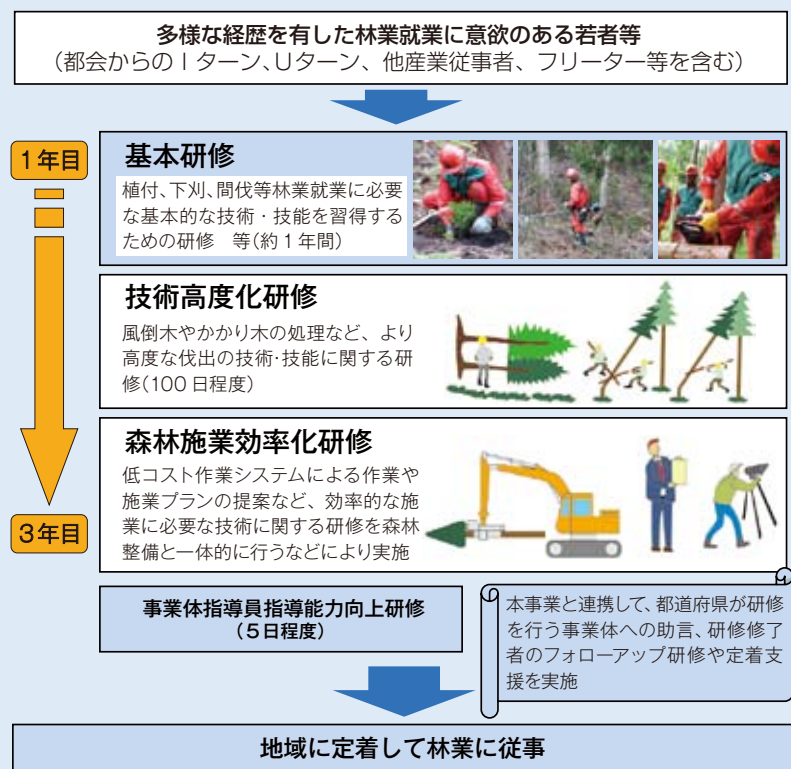 多様な経歴を有した林業就業に意欲のある若者等
（都会からのIターン、Uターン、他産業従事者、フリーター等を含む）
1年目
基本研修
植付、下刈、間伐等林業就業に必要
な基本的な技術・技能を習得する
ための研修　等（約１年間）
技術高度化研修
風倒木やかかり木の処理など、より
高度な伐出の技術・技能に関する研
修（100日程度）
森林施業効率化研修
低コスト作業システムによる作業や
施業プランの提案など、効率的な施
業に必要な技術に関する研修を森林
整備と一体的に行うなどにより実施
3年目
事業体指導員指導能力向上研修
（５日程度）
本事業と連携して、都道府県が研修
を行う事業体への助言、研修修了
者のフォローアップ研修や定着支
援を実施
地域に定着して林業に従事